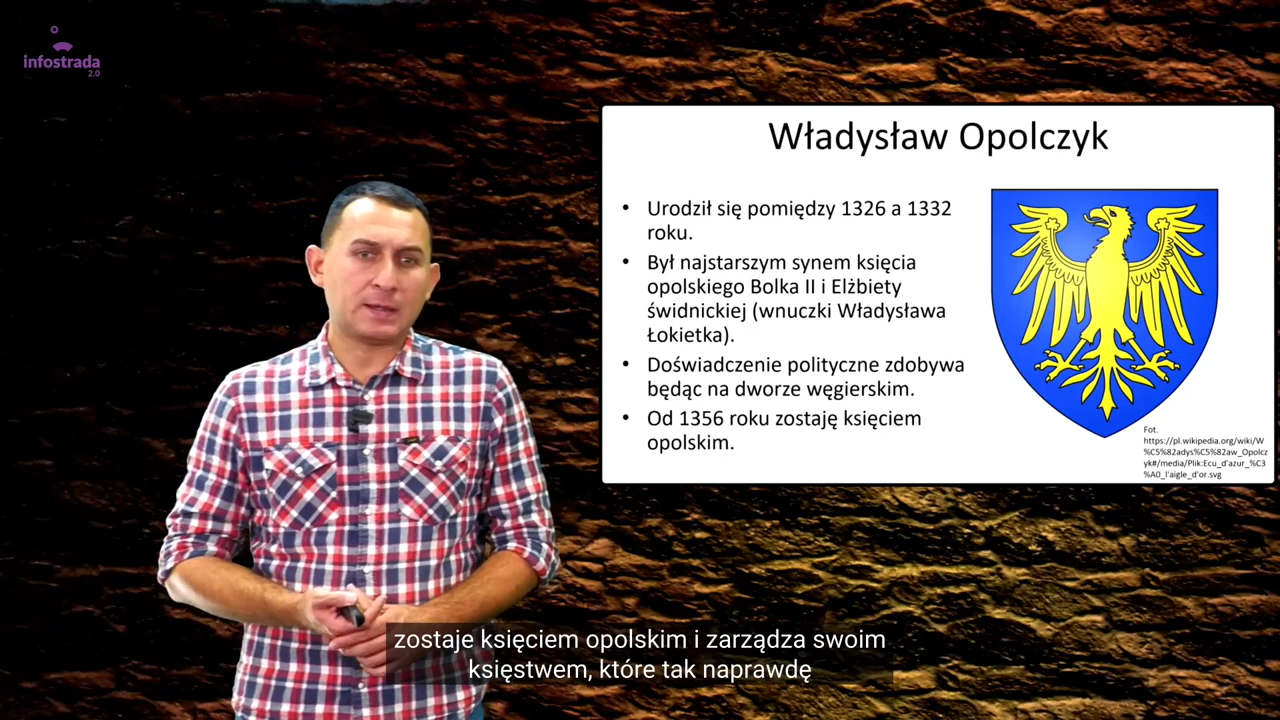 infostrada
2.0
Władysław Opolczyk
• Urodził się pomiędzy 1326 a 1332
roku.
• Był najstarszym synem księcia
opolskiego Bolka II i Elżbiety
świdnickiej (wnuczki Władysława
Łokietka).
• Doświadczenie polityczne zdobywa
będąc na dworze węgierskim.
• Od 1356 roku zostaję księciem
opolskim.
Fot.
https://pl.wikipedia.org/wiki/W
%C5%82adys%C5%82aw_Opolcz
yk#/media/Plik:Ecu_d'azur_%C3
%A0_l'aigle_d'or.svg
zostaje księciem opolskim i zarządza swoim
księstwem, które tak naprawdę